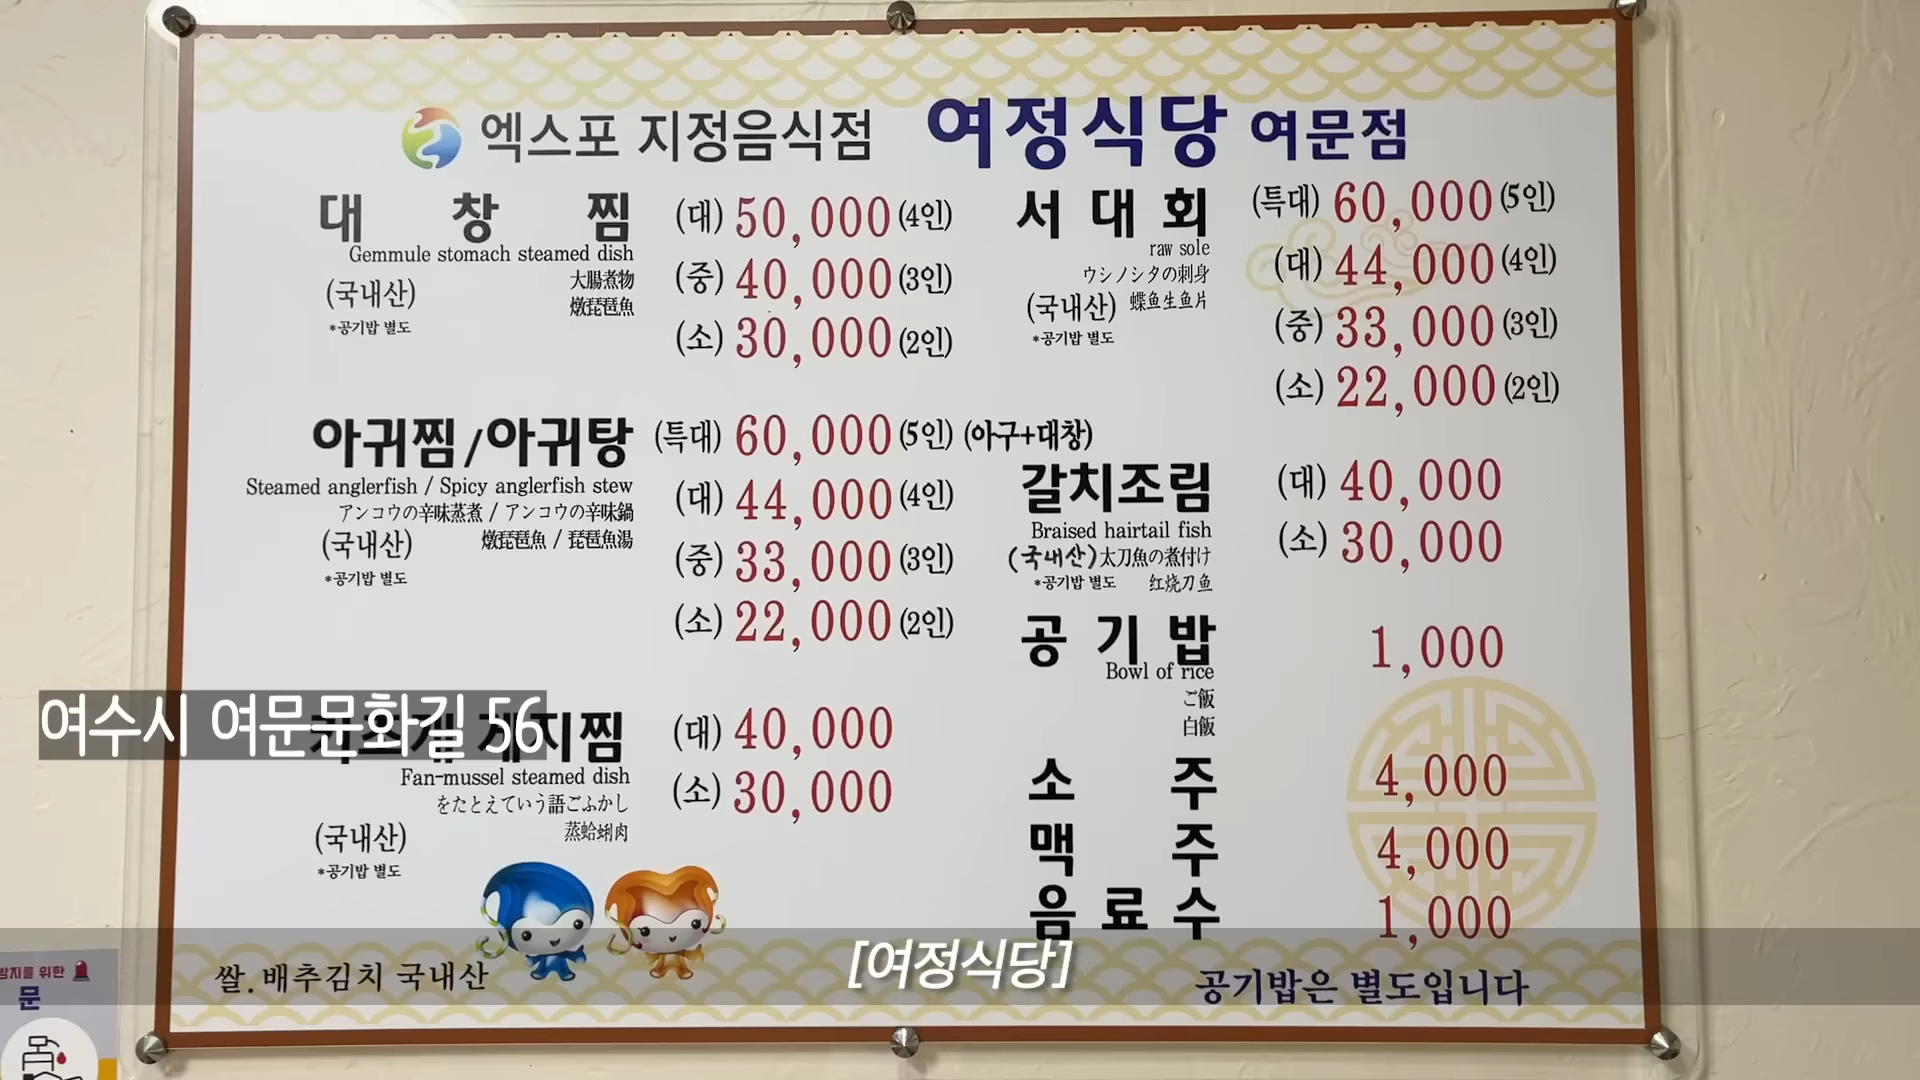 엑스포 지정음식점 여정식당 여문점
대창찜
Gemmule stomach steamed dish
大腸煮物
(국내산)
燉琵琶魚
*공기밥 별도
(대) 50,000 (4인)
(중) 40,000 (3인)
(소) 30,000 (2인)
서대회
raw sole
ウシノシタの刺身
(국내산) 蝶鱼生鱼片
*공기밥 별도
(특대) 60,000 (5인)
(대) 44,000 (4인)
(중) 33,000 (3인)
(소) 22,000 (2인)
아귀찜/아귀탕
Steamed anglerfish / Spicy anglerfish stew
アンコウの辛味蒸煮 / アンコウの辛味鍋
(국내산) 燉琵琶魚 / 琵琶魚湯
*공기밥 별도
(특대) 60,000 (5인) (아구+대창)
(대) 44,000 (4인)
(중) 33,000 (3인)
(소) 22,000 (2인)
갈치조림
Braised hairtail fish
(국내산) 太刀魚の煮付け
*공기밥 별도 红烧刀鱼
(대) 40,000
(소) 30,000
공기밥 1,000
Bowl of rice
ご飯
白飯
여수시 여문문화길 56
지찜
Fan-mussel steamed dish
をたとえていう語ごふかし
(국내산) 蒸蛤蜊肉
*공기밥 별도
(대) 40,000
(소) 30,000
소주 4,000
맥주 4,000
음료수 1,000
[여정식당]
쌀.배추김치 국내산
공기밥은 별도입니다
방지를 위한
문